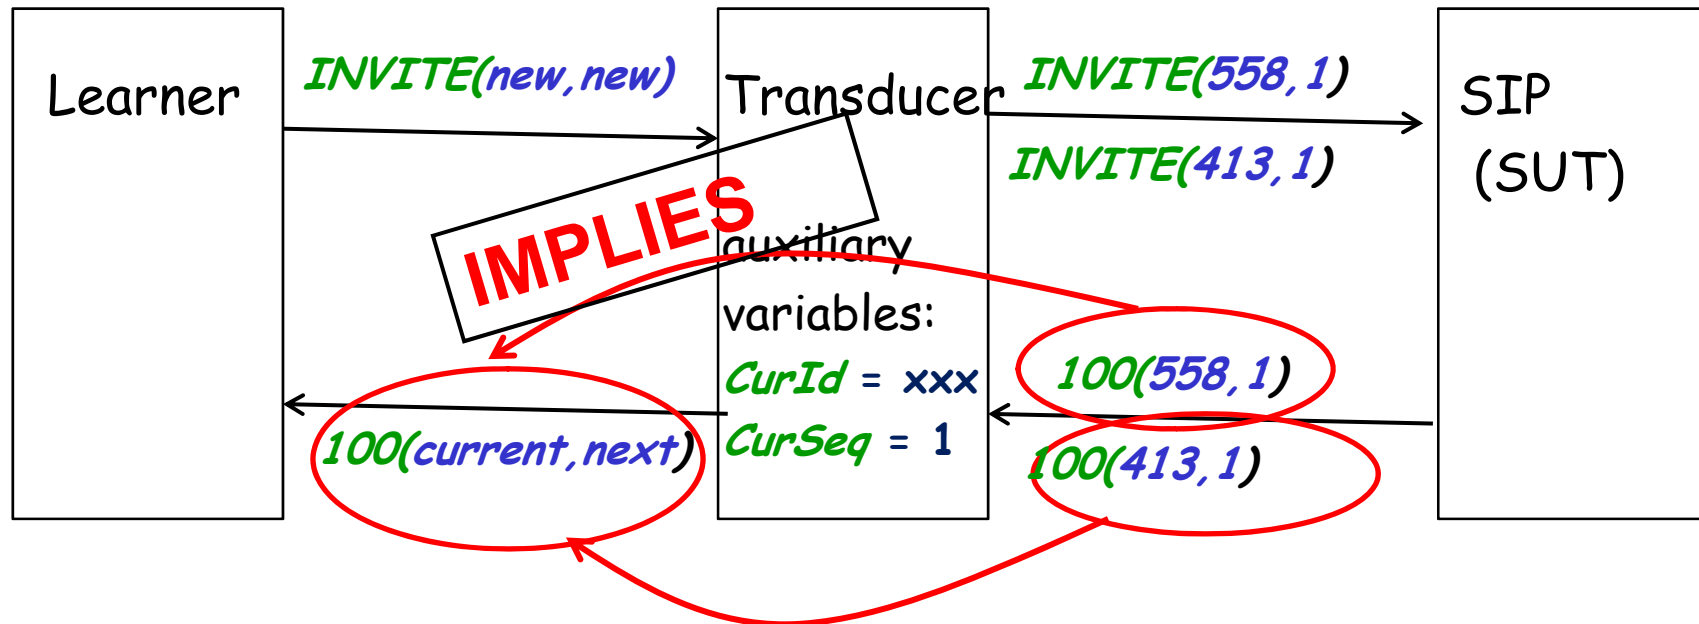 Learner
INVITE(new,new)
Transducer
INVITE(558,1)
SIP
INVITE(413,1)
(SUT)
IMPLIES
auxiliary
variables:
CurId = xxx
100(558,1)
100(current,next)
CurSeq = 1
100(413,1)